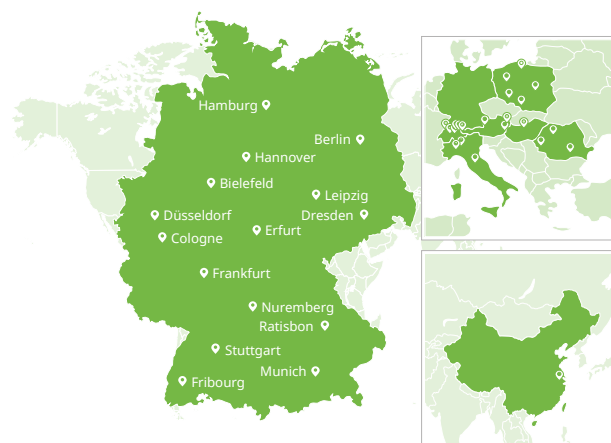 Hamburg
Berlin
Hannover
Bielefeld
Leipzig
Düsseldorf
Dresden
Erfurt
Cologne
Frankfurt
Nuremberg
Ratisbon
Stuttgart
Munich
Fribourg